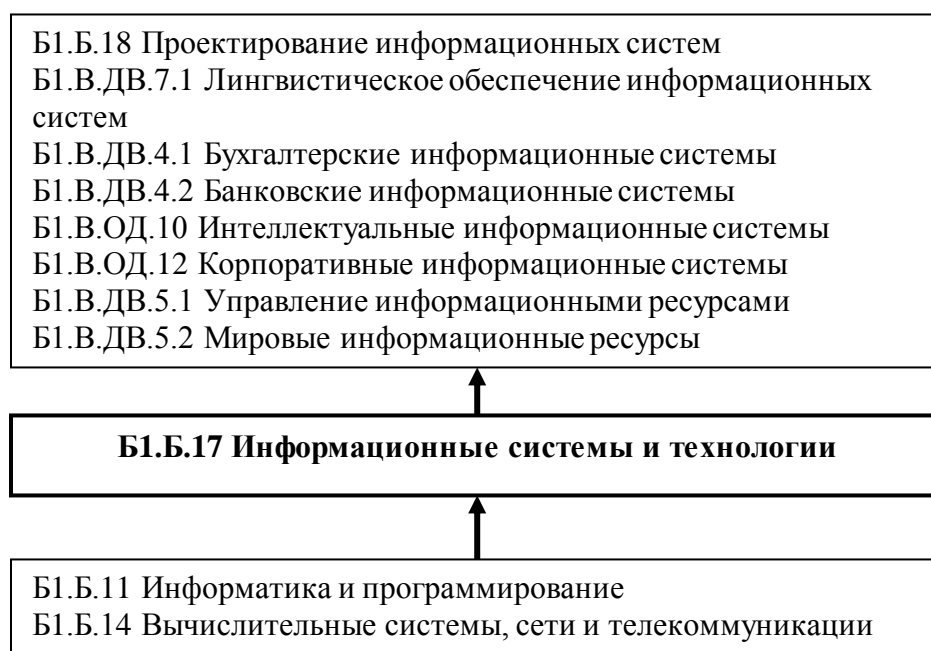 Б1.Б.18 Проектирование информационных систем
Б1.В.ДВ.7.1 Лингвистическое обеспечение информационных
систем
Б1.В.ДВ.4.1 Бухгалтерские информационные системы
Б1.В.ДВ.4.2 Банковские информационные системы
Б1.В.ОД.10 Интеллектуальные информационные системы
Б1.В.ОД.12 Корпоративные информационные системы
Б1.В.ДВ.5.1 Управление информационными ресурсами
Б1.В.ДВ.5.2 Мировые информационные ресурсы
Б1.Б.17 Информационные системы и технологии
Б1.Б.11 Информатика и программирование
Б1.Б.14 Вычислительные системы, сети и телекоммуникации